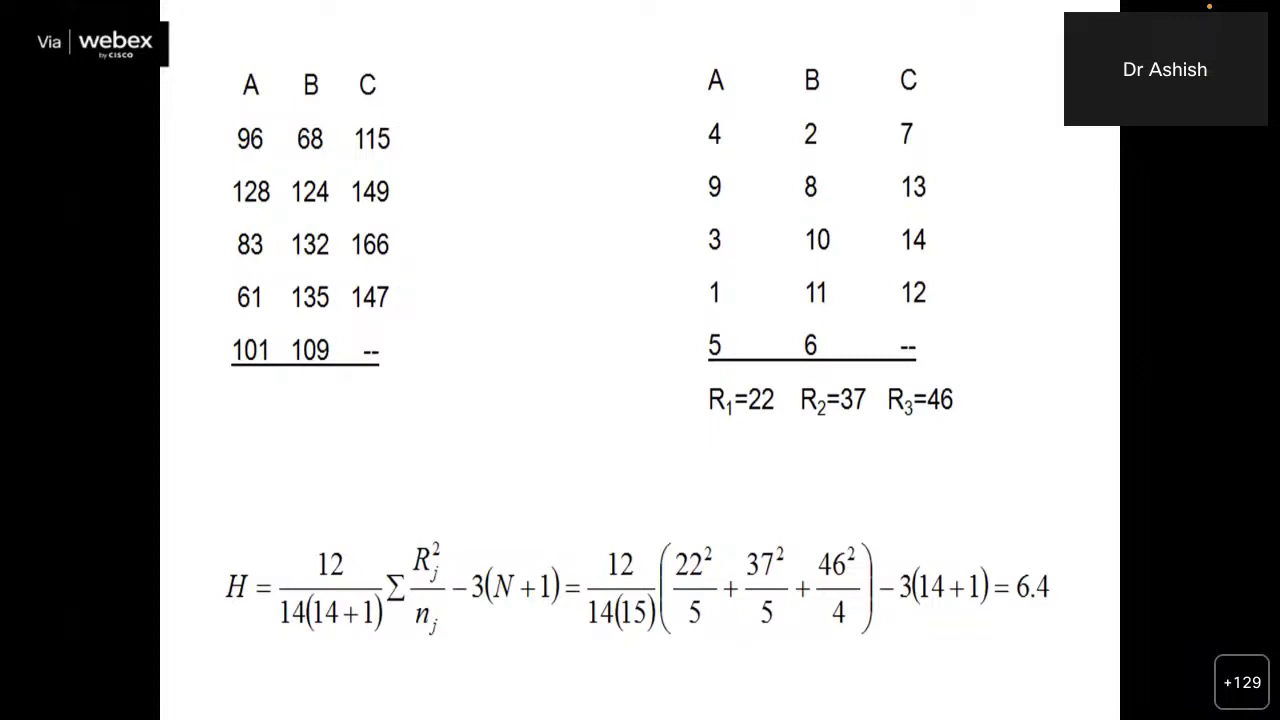 Via webex
by CISCO
Dr Ashish
A B C
96 68 115
128 124 149
83 132 166
61 135 147
101 109 --
A B C
4 2 7
9 8 13
3 10 14
1 11 12
5 6 --
R₁=22 R₂=37 R₃=46
H = 12/14(14+1) Σ R_j²/n_j − 3(N+1) = 12/14(15) (22²/5 + 37²/5 + 46²/4) − 3(14+1) = 6.4
+129